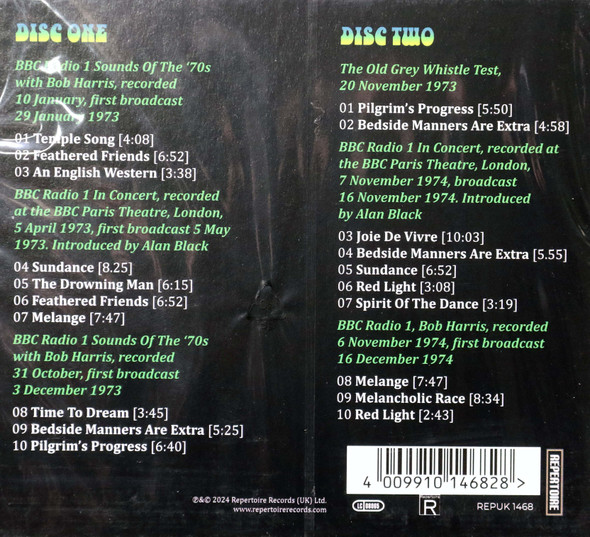 DISC ONE
BBC Radio 1 Sounds Of The ’70s
with Bob Harris, recorded
10 January, first broadcast
29 January 1973
01 Temple Song [4:08]
02 Feathered Friends [6:52]
03 An English Western [3:38]
BBC Radio 1 In Concert, recorded
at the BBC Paris Theatre, London,
5 April 1973, first broadcast 5 May
1973. Introduced by Alan Black
04 Sundance [8.25]
05 The Drowning Man [6:15]
06 Feathered Friends [6:52]
07 Melange [7:47]
BBC Radio 1 Sounds Of The ’70s
with Bob Harris, recorded
31 October, first broadcast
3 December 1973
08 Time To Dream [3:45]
09 Bedside Manners Are Extra [5:25]
10 Pilgrim’s Progress [6:40]
℗&© 2024 Repertoire Records (UK) Ltd.
www.repertoirerecords.com
DISC TWO
The Old Grey Whistle Test,
20 November 1973
01 Pilgrim’s Progress [5:50]
02 Bedside Manners Are Extra [4:58]
BBC Radio 1 In Concert, recorded at
the BBC Paris Theatre, London,
7 November 1974, broadcast
16 November 1974. Introduced
by Alan Black
03 Joie De Vivre [10:03]
04 Bedside Manners Are Extra [5.55]
05 Sundance [6:52]
06 Red Light [3:08]
07 Spirit Of The Dance [3:19]
BBC Radio 1, Bob Harris, recorded
6 November 1974, first broadcast
16 December 1974
08 Melange [7:47]
09 Melancholic Race [8:34]
10 Red Light [2:43]
4 009910 146828 >
REPERTOIRE
LC 08905
Repertoire
R
REPUK 1468